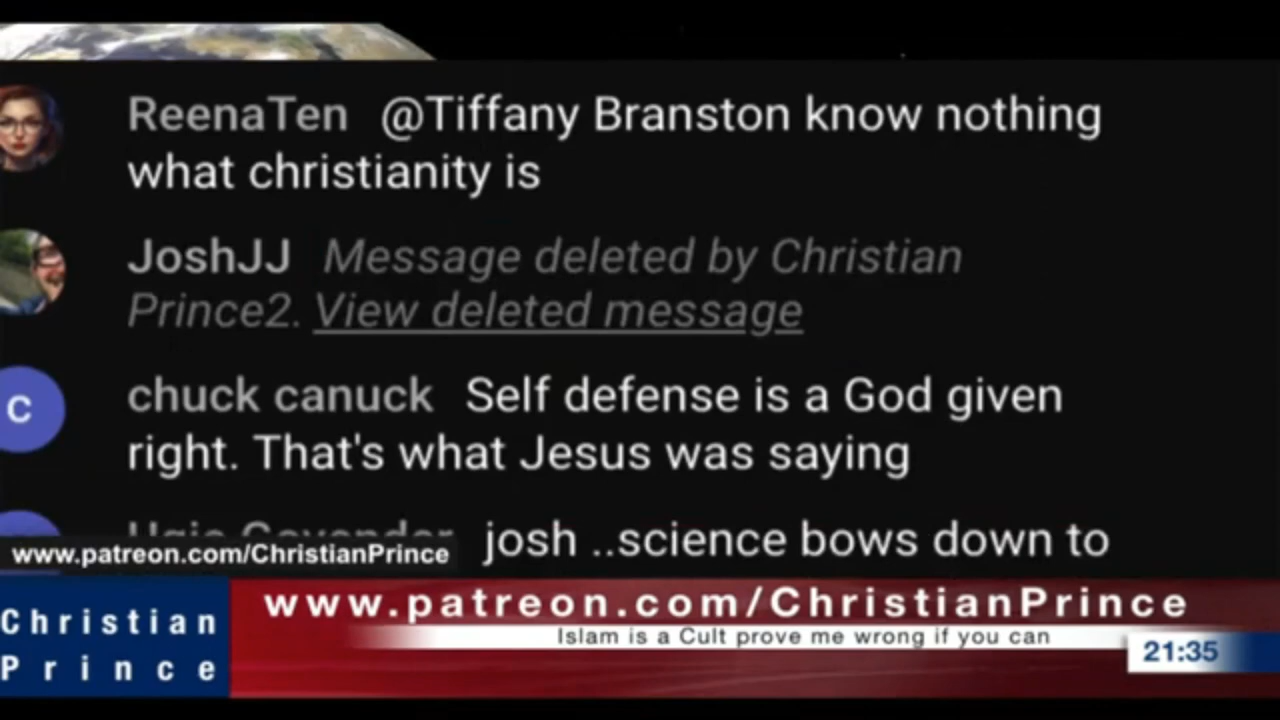 ReenaTen @Tiffany Branston know nothing
what christianity is
JoshJJ Message deleted by Christian
Prince2. View deleted message
chuck canuck Self defense is a God given
right. That's what Jesus was saying
josh ..science bows down to
www.patreon.com/ChristianPrince
www.patreon.com/ChristianPrince
Christian
Prince
Islam is a Cult prove me wrong if you can
21:35
C